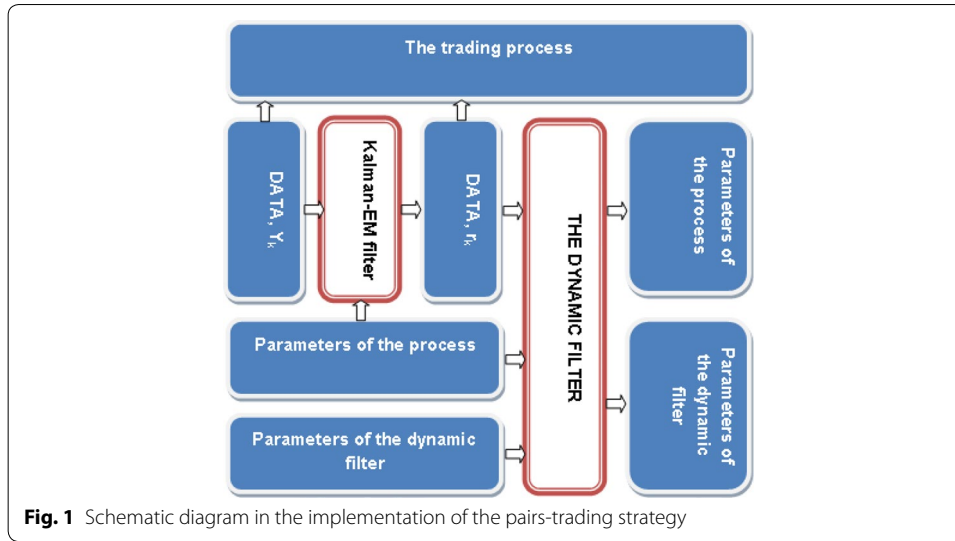 The trading process
DATA, Yₖ
Kalman-EM filter
DATA, rₖ
THE DYNAMIC FILTER
Parameters of
the process
Parameters of the process
Parameters of the dynamic
filter
Parameters of
the dynamic
filter
Fig. 1 Schematic diagram in the implementation of the pairs-trading strategy